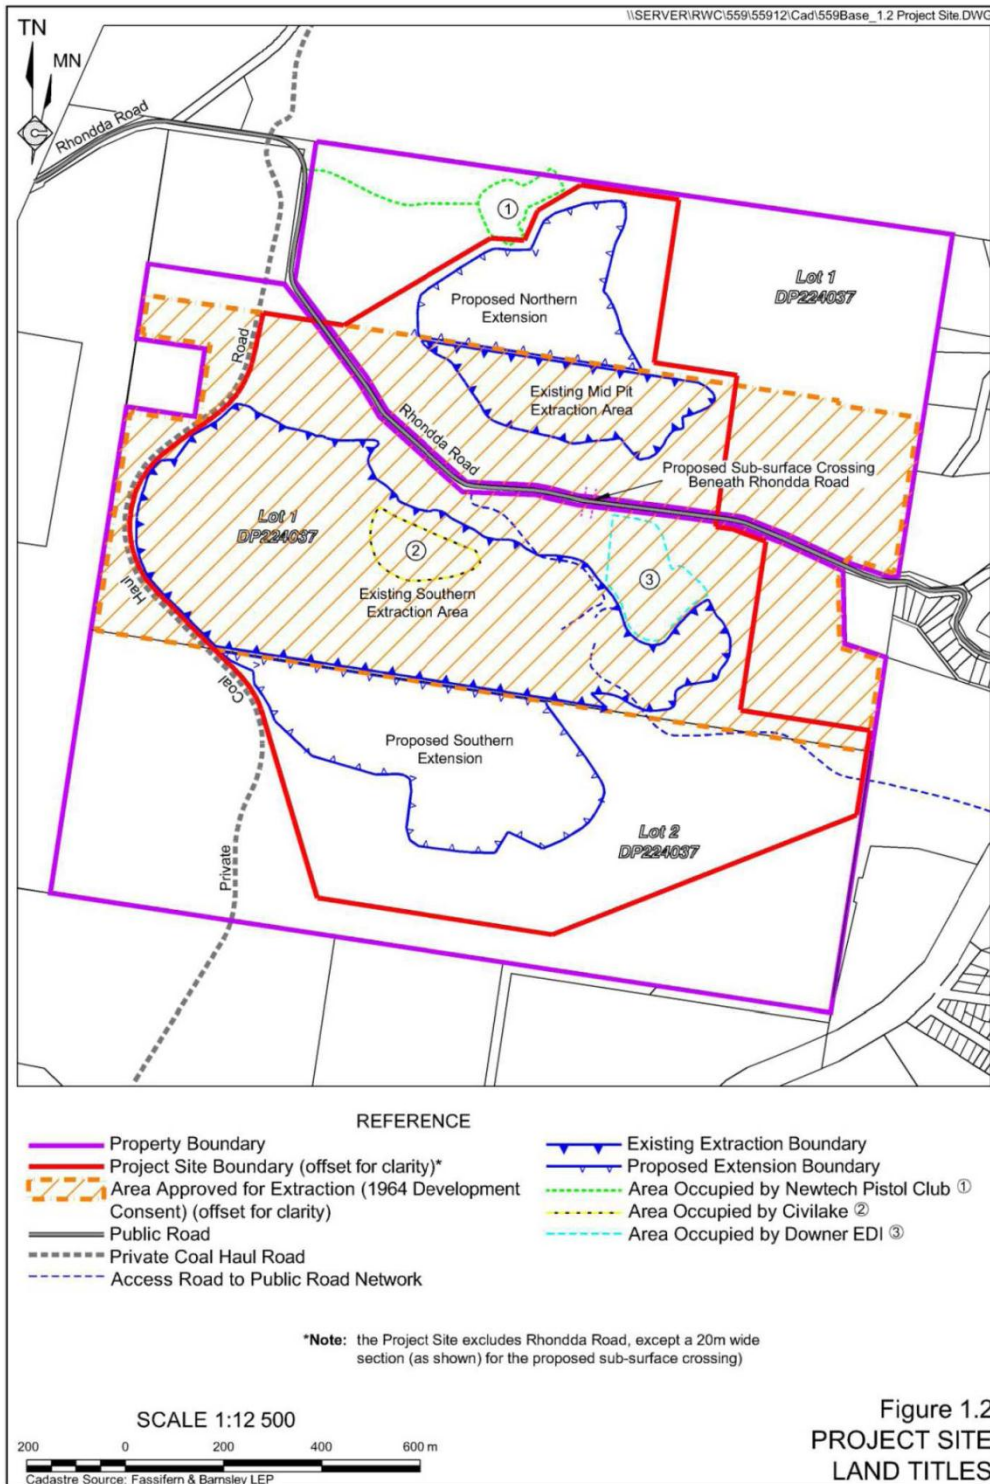 \\SERVER\RWC\559\55912\Cad\559Base_1.2 Project Site.DWG
TN
MN
Rhondda Road
①
Lot 1
DP224037
Proposed Northern
Extension
Road
Existing Mid Pit
Extraction Area
Rhondda Road
Proposed Sub-surface Crossing
Beneath Rhondda Road
Lot 1
DP224037
②
③
Existing Southern
Extraction Area
Haul
Coal
Proposed Southern
Extension
Lot 2
DP224037
Private
REFERENCE
Property Boundary
Project Site Boundary (offset for clarity)*
Area Approved for Extraction (1964 Development
Consent) (offset for clarity)
Public Road
Private Coal Haul Road
Access Road to Public Road Network
Existing Extraction Boundary
Proposed Extension Boundary
Area Occupied by Newtech Pistol Club ①
Area Occupied by Civilake ②
Area Occupied by Downer EDI ③
*Note: the Project Site excludes Rhondda Road, except a 20m wide
section (as shown) for the proposed sub-surface crossing)
SCALE 1:12 500
200 0 200 400 600 m
Cadastre Source: Fassifern & Barnsley LEP
Figure 1.2
PROJECT SITE
LAND TITLES